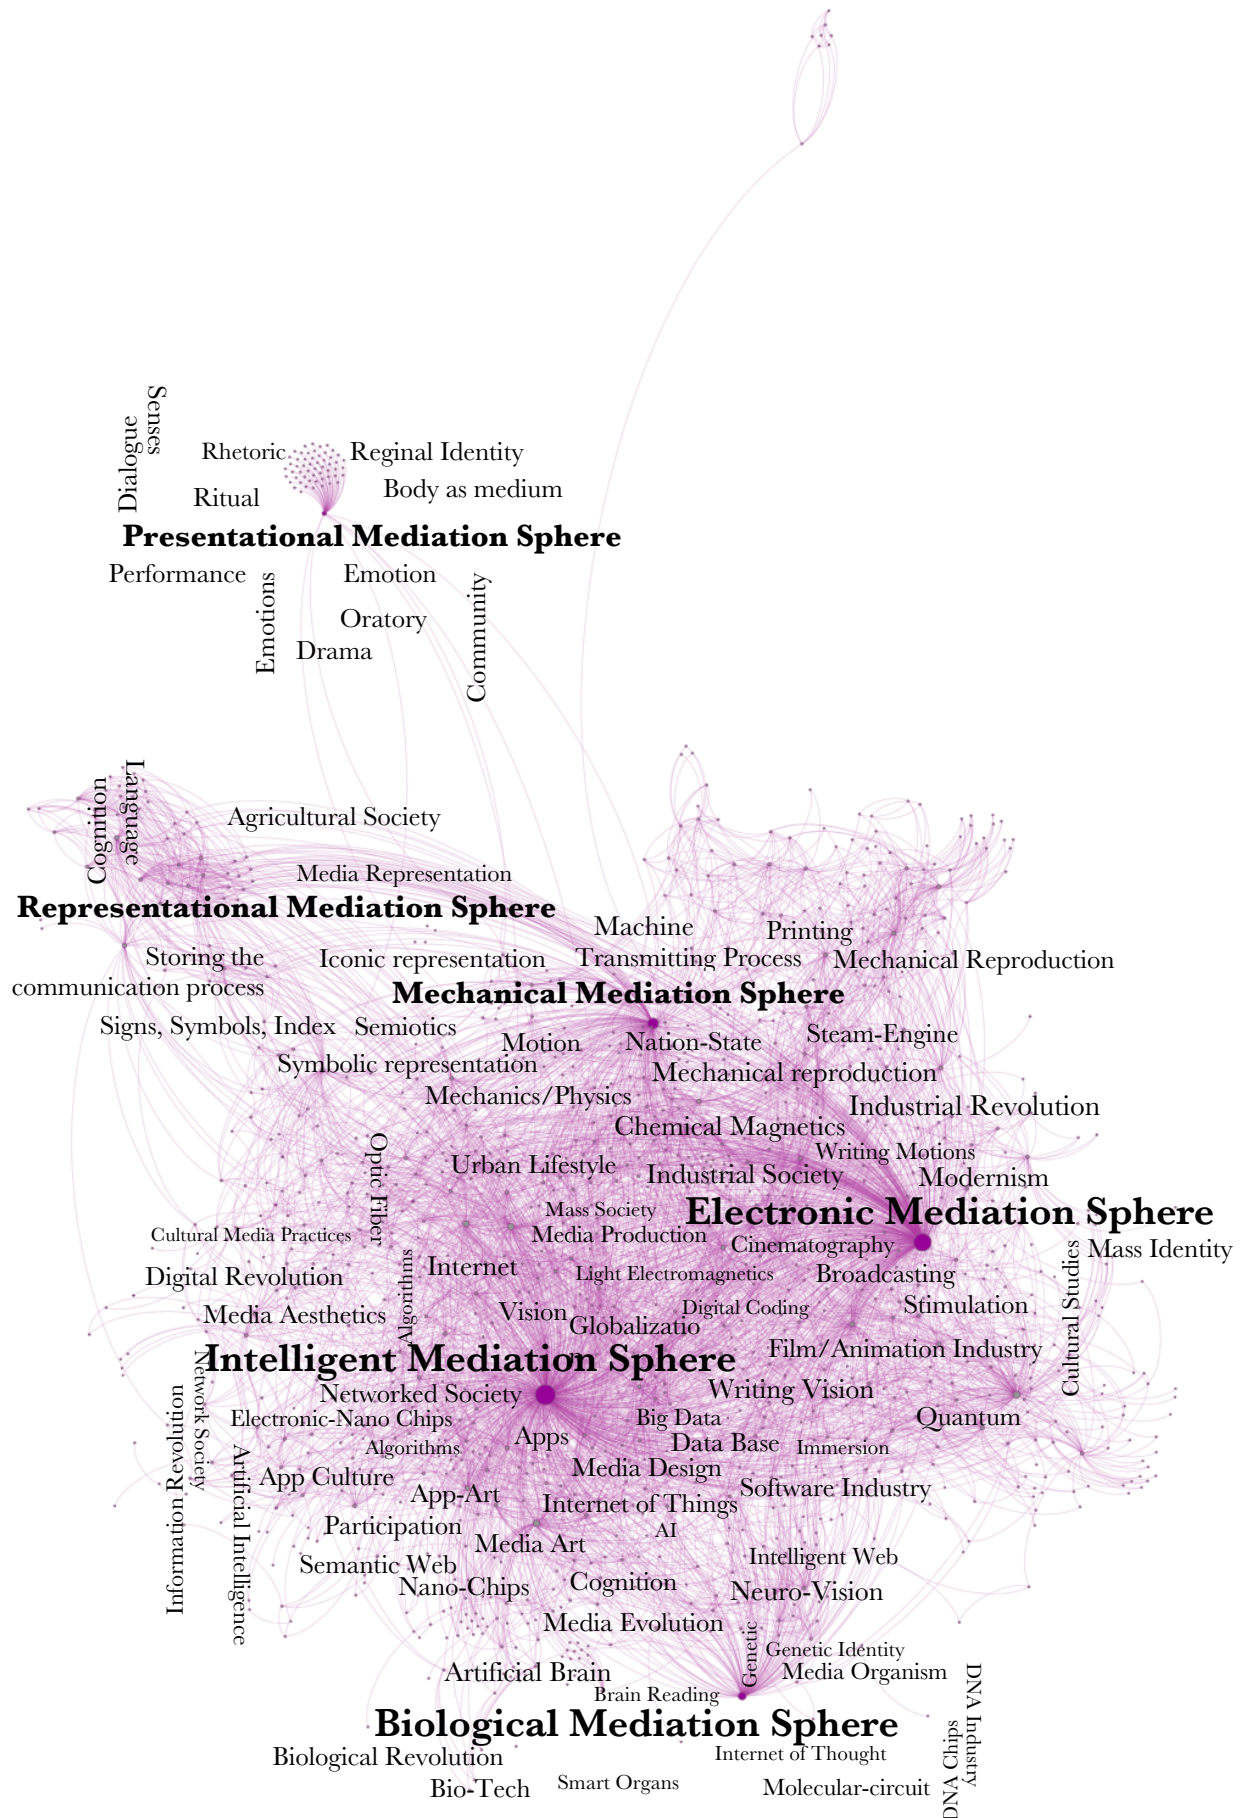 Senses
Dialogue
Rhetoric
Reginal Identity
Ritual
Body as medium
Presentational Mediation Sphere
Performance
Emotions
Emotion
Community
Oratory
Drama
Cognition
Language
Agricultural Society
Media Representation
Representational Mediation Sphere
Machine
Printing
Storing the
communication process
Iconic representation
Transmitting Process
Mechanical Reproduction
Mechanical Mediation Sphere
Signs, Symbols, Index
Semiotics
Motion
Nation-State
Steam-Engine
Symbolic representation
Mechanical reproduction
Mechanics/Physics
Industrial Revolution
Chemical Magnetics
Optic Fiber
Urban Lifestyle
Writing Motions
Industrial Society
Modernism
Mass Society
Electronic Mediation Sphere
Cultural Media Practices
Media Production
Cinematography
Cultural Studies
Mass Identity
Digital Revolution
Algorithms
Internet
Light Electromagnetics
Broadcasting
Media Aesthetics
Vision
Digital Coding
Stimulation
Globalizatio
n
Film/Animation Industry
Intelligent Mediation Sphere
Network Society
Information Revolution
Networked Society
Writing Vision
Electronic-Nano Chips
Big Data
Quantum
Algorithms
Apps
Data Base
Immersion
Artificial Intelligence
App Culture
Media Design
App-Art
Internet of Things
Software Industry
Participation
AI
Media Art
Semantic Web
Intelligent Web
Nano-Chips
Cognition
Neuro-Vision
Media Evolution
Genetic
Genetic Identity
Artificial Brain
Media Organism
Brain Reading
DNA Industry
Biological Mediation Sphere
DNA Chips
Biological Revolution
Internet of Thought
Bio-Tech
Smart Organs
Molecular-circuit